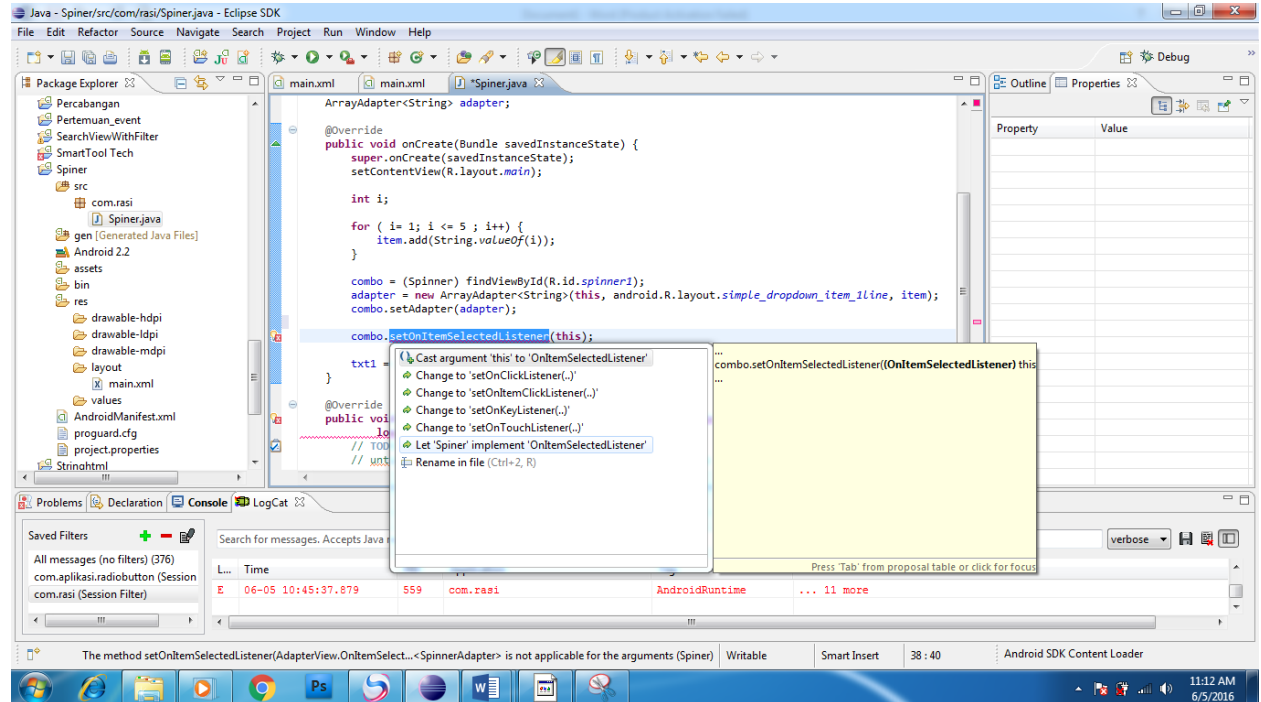 Java - Spiner/src/com/rasi/Spiner.java - Eclipse SDK
File Edit Refactor Source Navigate Search Project Run Window Help
Debug
Package Explorer
main.xml
main.xml
*Spiner.java
Outline
Properties
Percabangan
Pertemuan_event
SearchViewWithFilter
SmartTool Tech
Spiner
src
com.rasi
Spiner.java
gen [Generated Java Files]
Android 2.2
assets
bin
res
drawable-hdpi
drawable-ldpi
drawable-mdpi
layout
main.xml
values
AndroidManifest.xml
proguard.cfg
project.properties
Stringhtml
ArrayAdapter<String> adapter;
@Override
public void onCreate(Bundle savedInstanceState) {
super.onCreate(savedInstanceState);
setContentView(R.layout.main);
int i;
for ( i= 1; i <= 5 ; i++) {
item.add(String.valueOf(i));
}
combo = (Spinner) findViewById(R.id.spinner1);
adapter = new ArrayAdapter<String>(this, android.R.layout.simple_dropdown_item_1line, item);
combo.setAdapter(adapter);
combo.setOnItemSelectedListener(this);
txt1 =
}
@Override
public voi
lo
// TOD
// unt
Cast argument 'this' to 'OnItemSelectedListener'
Change to 'setOnClickListener(..)'
Change to 'setOnItemClickListener(..)'
Change to 'setOnKeyListener(..)'
Change to 'setOnTouchListener(..)'
Let 'Spiner' implement 'OnItemSelectedListener'
Rename in file (Ctrl+2, R)
...
combo.setOnItemSelectedListener((OnItemSelectedListener) this
...
Press 'Tab' from proposal table or click for focus
Property Value
Problems Declaration Console LogCat
Saved Filters
All messages (no filters) (376)
com.aplikasi.radiobutton (Session
com.rasi (Session Filter)
Search for messages. Accepts Java
verbose
L... Time
E 06-05 10:45:37.879 559 com.rasi AndroidRuntime ... 11 more
The method setOnItemSelectedListener(AdapterView.OnItemSelect...<SpinnerAdapter> is not applicable for the arguments (Spiner) Writable Smart Insert 38 : 40 Android SDK Content Loader
Ps
11:12 AM
6/5/2016